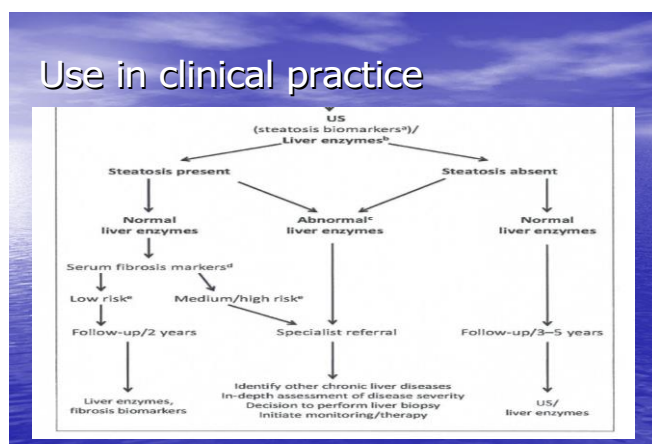 Use in clinical practice
US
(steatosis biomarkersᵃ)/
Liver enzymesᵇ
Steatosis present
Steatosis absent
Normal
liver enzymes
Abnormalᶜ
liver enzymes
Normal
liver enzymes
Serum fibrosis markersᵈ
Low riskᵉ
Medium/high riskᵉ
Follow-up/2 years
Specialist referral
Follow-up/3–5 years
Liver enzymes,
fibrosis biomarkers
Identify other chronic liver diseases
In-depth assessment of disease severity
Decision to perform liver biopsy
Initiate monitoring/therapy
US/
liver enzymes